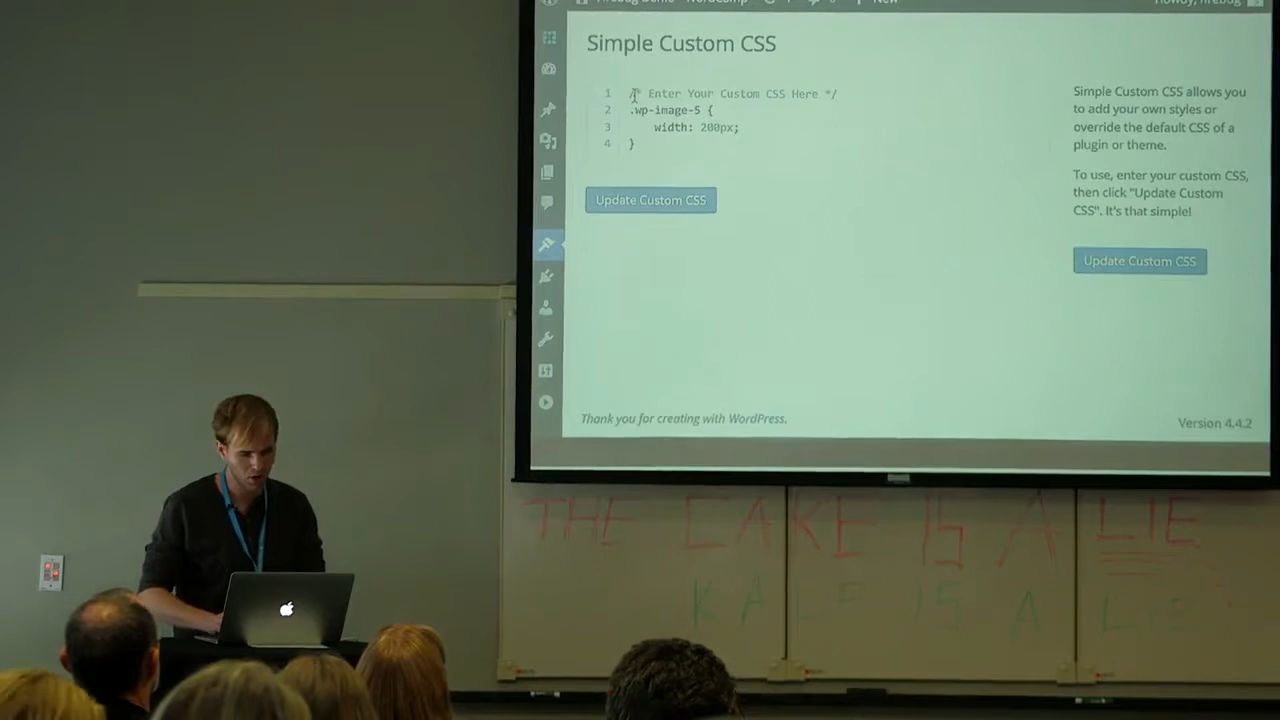 Simple Custom CSS
1 /* Enter Your Custom CSS Here */
2 .wp-image-5 {
3 width: 200px;
4 }
Update Custom CSS
Simple Custom CSS allows you
to add your own styles or
override the default CSS of a
plugin or theme.
To use, enter your custom CSS,
then click "Update Custom
CSS". It's that simple!
Update Custom CSS
Thank you for creating with WordPress.
Version 4.4.2
THE CAKE IS A LIE
KALE IS A LIE